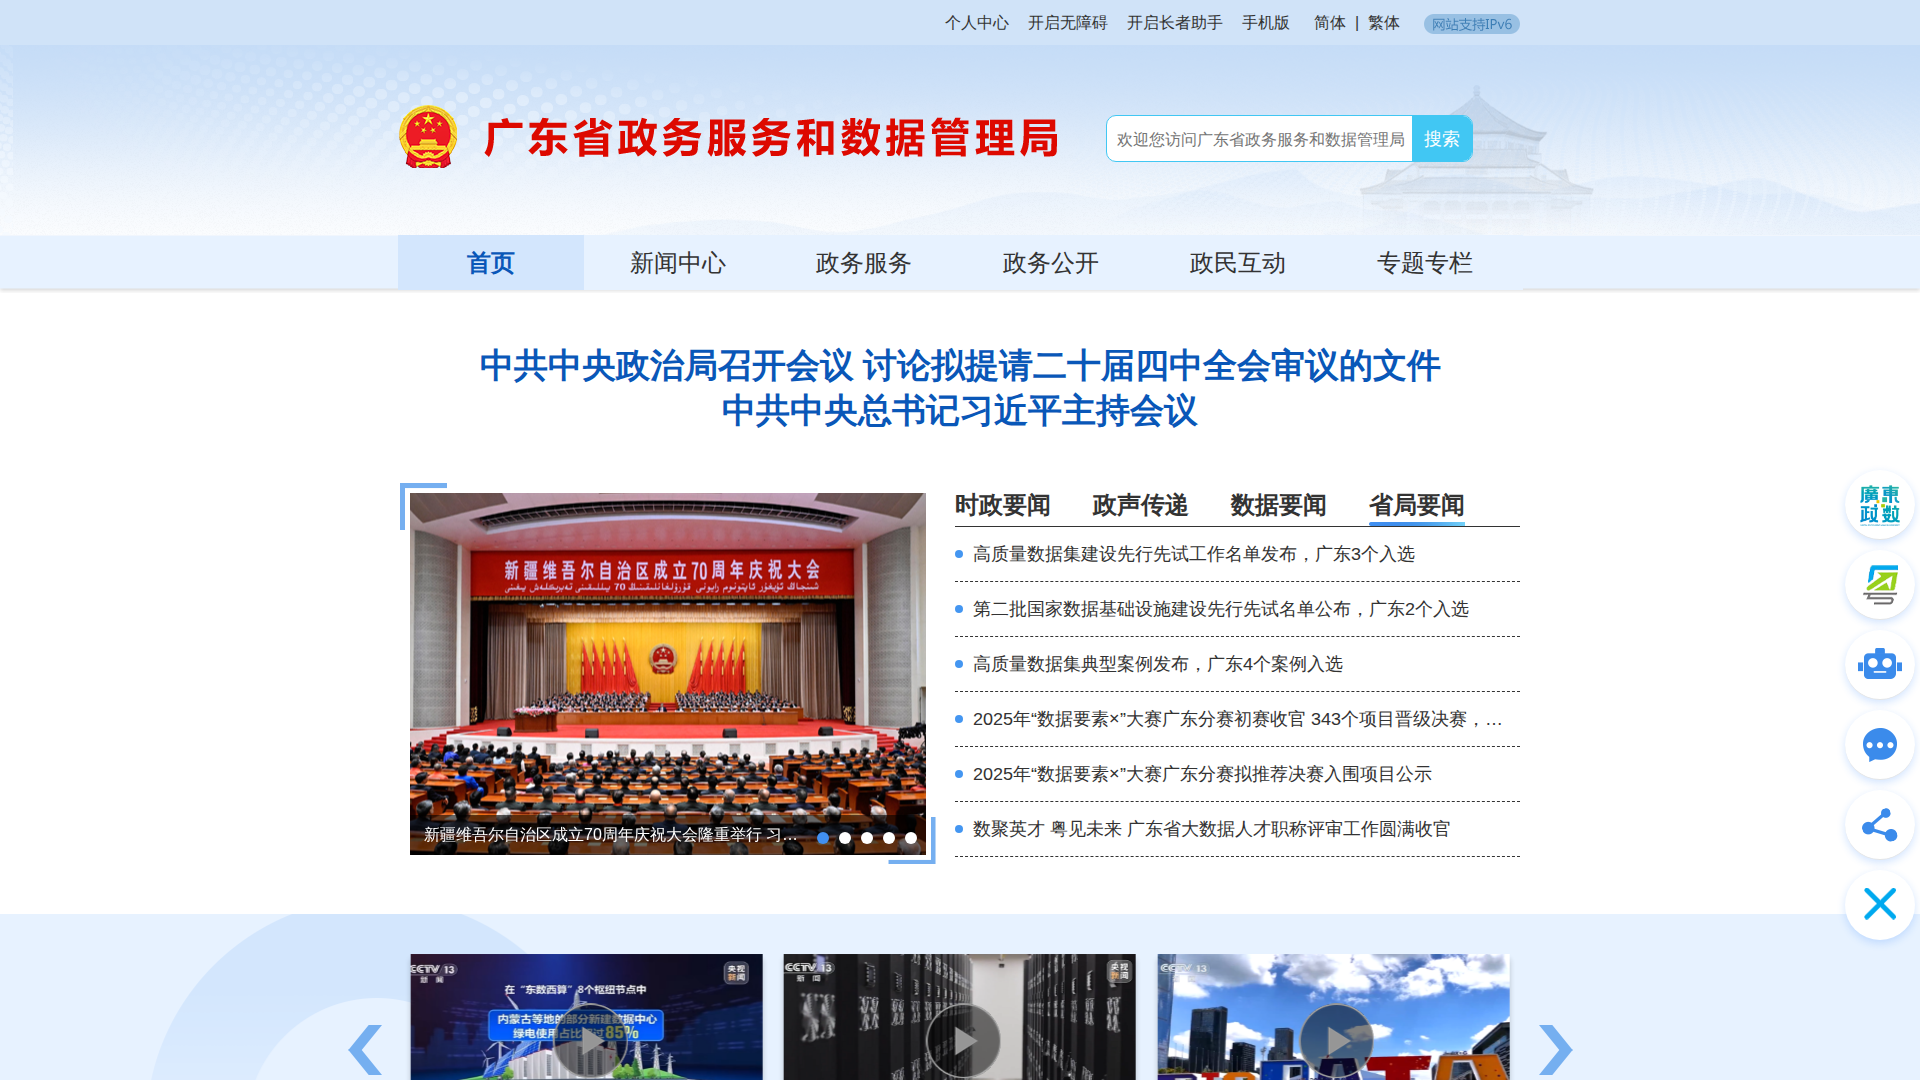 个人中心 开启无障碍 开启长者助手 手机版 简体 | 繁体 网站支持IPv6
广东省政务服务和数据管理局
欢迎您访问广东省政务服务和数据管理局 搜索
首页 新闻中心 政务服务 政务公开 政民互动 专题专栏
中共中央政治局召开会议 讨论拟提请二十届四中全会审议的文件
中共中央总书记习近平主持会议
时政要闻 政声传递 数据要闻 省局要闻
高质量数据集建设先行先试工作名单发布，广东3个入选
第二批国家数据基础设施建设先行先试名单公布，广东2个入选
高质量数据集典型案例发布，广东4个案例入选
2025年“数据要素×”大赛广东分赛初赛收官 343个项目晋级决赛，…
2025年“数据要素×”大赛广东分赛拟推荐决赛入围项目公示
数聚英才 粤见未来 广东省大数据人才职称评审工作圆满收官
新疆维吾尔自治区成立70周年庆祝大会
新疆维吾尔自治区成立70周年庆祝大会隆重举行 习…
廣東
政数
CCTV 13
新闻
央视
新闻
在“东数西算”8个枢纽节点中
内蒙古等地的部分新建数据中心
绿电使用占比超过85%
CCTV 13
新闻
央视
新闻
CCTV 13
BIG DATA